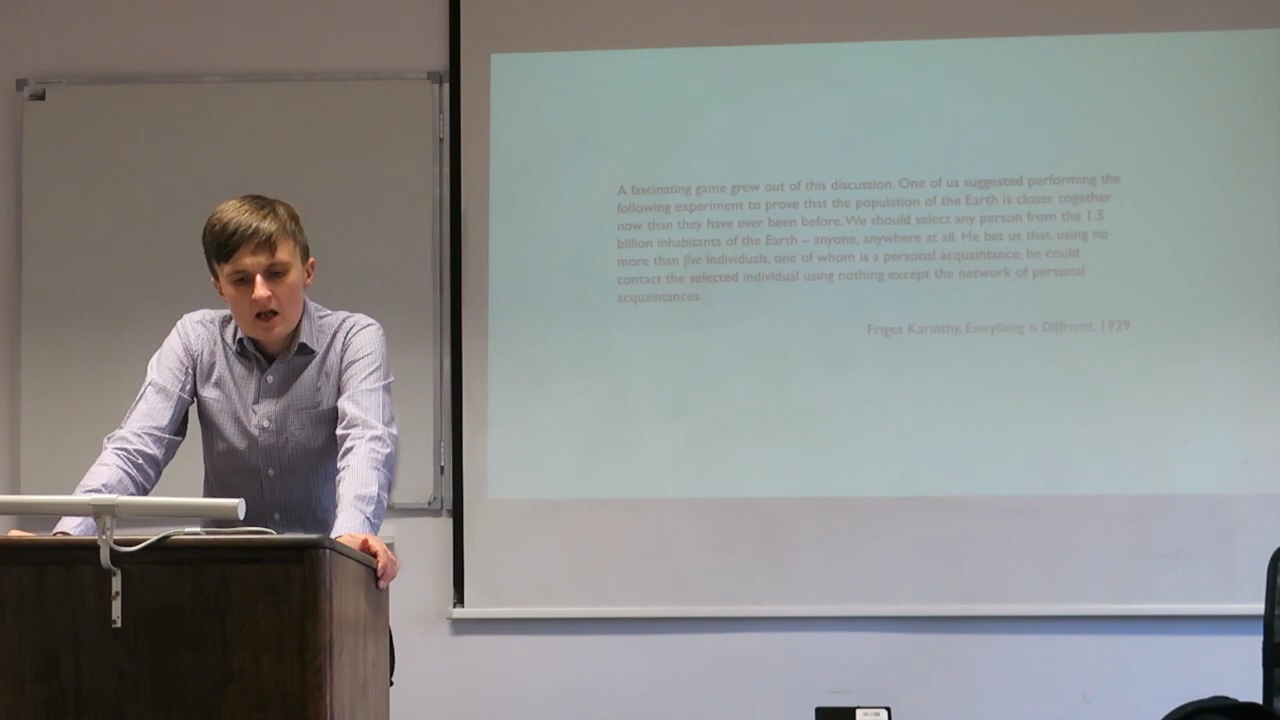 A fascinating game grew out of this discussion. One of us suggested performing the
following experiment to prove that the population of the Earth is closer together
now than they have ever been before. We should select any person from the 1.5
billion inhabitants of the Earth – anyone, anywhere at all. He bet us that, using no
more than five individuals, one of whom is a personal acquaintance, he could
contact the selected individual using nothing except the network of personal
acquaintances.
Friges Karinthy, Everything is Different, 1929